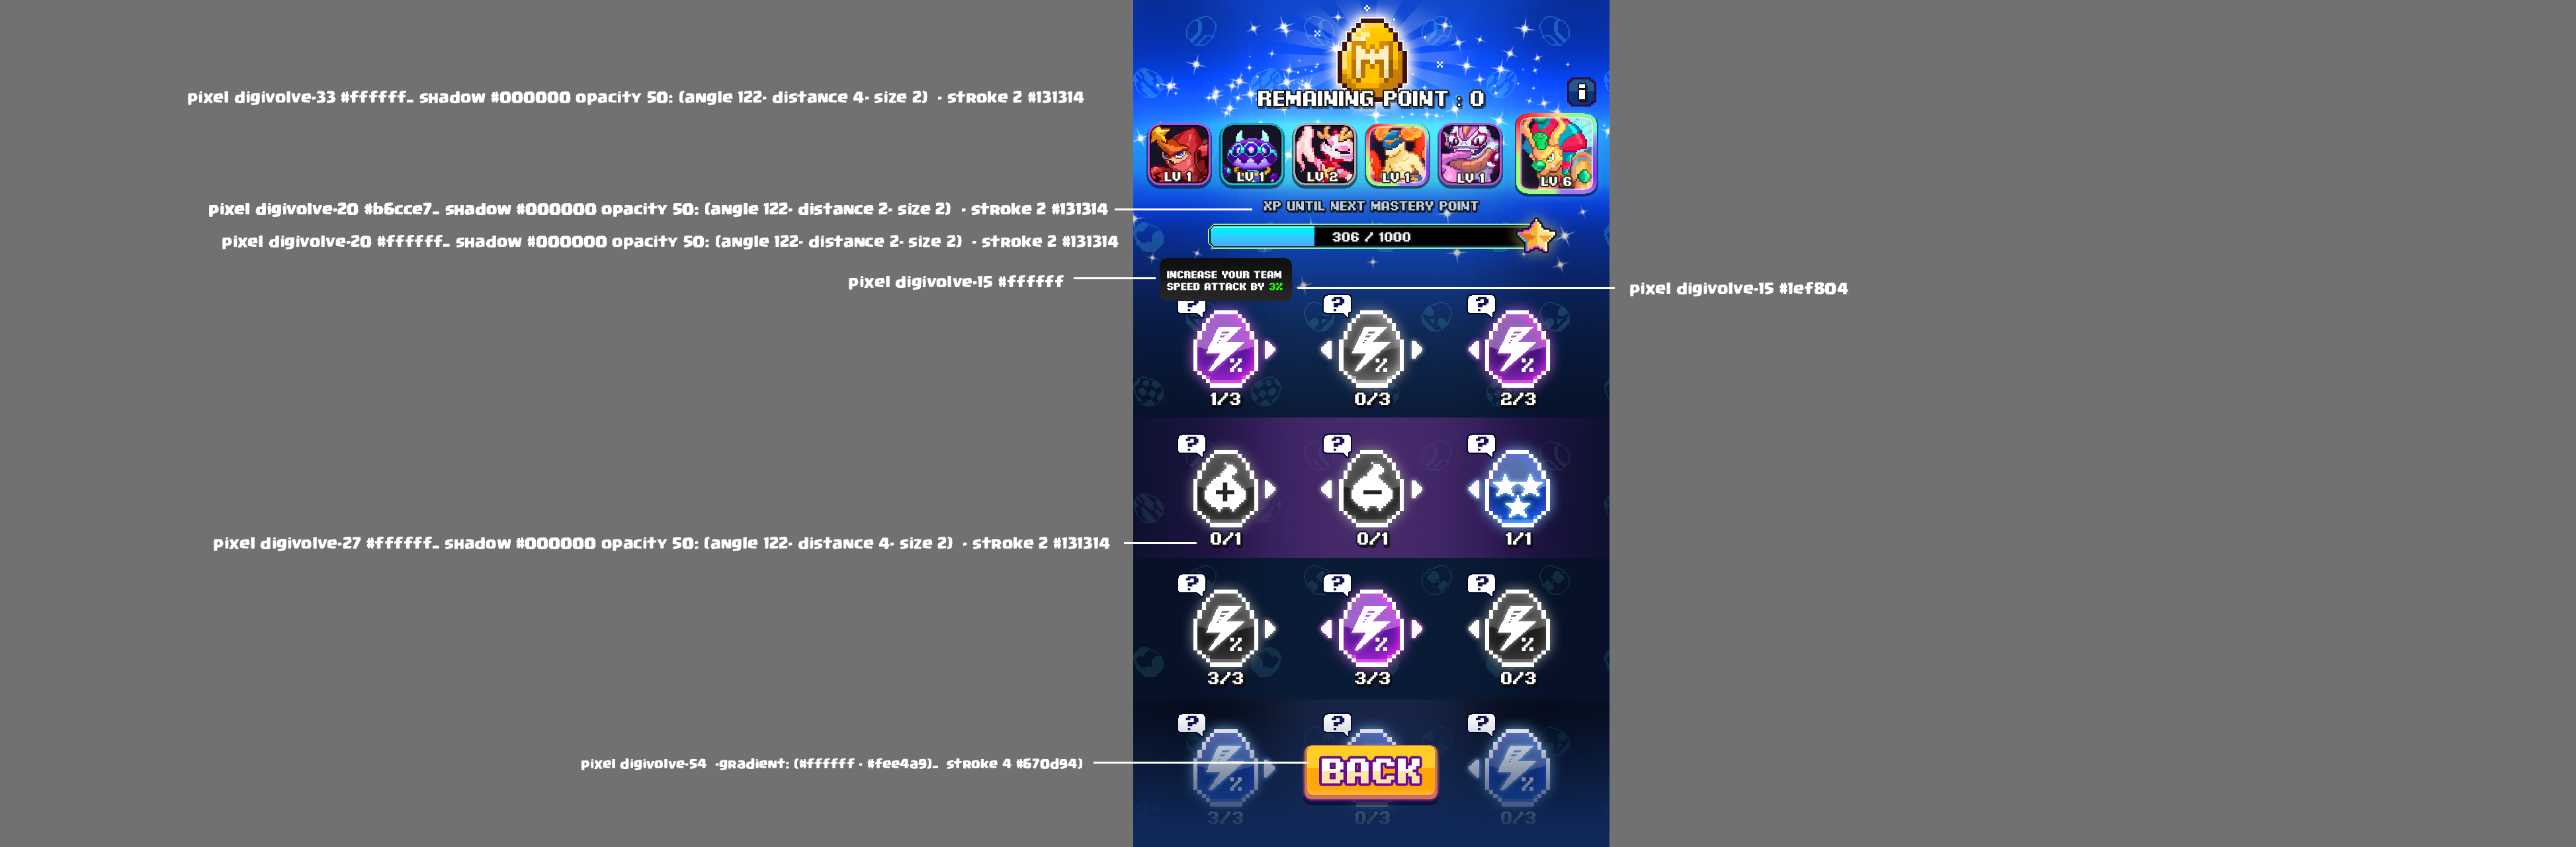 M
pixel digivolve-33 #ffffff_ shadow #000000 opacity 50: (angle 122- distance 4- size 2) - stroke 2 #131314
REMAINING POINT : 0
i
LV 1
LV 1
LV 2
LV 1
LV 1
LV 6
pixel digivolve-20 #b6cce7_ shadow #000000 opacity 50: (angle 122- distance 2- size 2) - stroke 2 #131314
XP UNTIL NEXT MASTERY POINT
pixel digivolve-20 #ffffff_ shadow #000000 opacity 50: (angle 122- distance 2- size 2) - stroke 2 #131314
306 / 1000
pixel digivolve-15 #ffffff
INCREASE YOUR TEAM
SPEED ATTACK BY 3%
pixel digivolve-15 #1ef804
? ? ?
% % %
1/3 0/3 2/3
? ? ?
+ -
0/1 0/1 1/1
pixel digivolve-27 #ffffff_ shadow #000000 opacity 50: (angle 122- distance 4- size 2) - stroke 2 #131314
? ? ?
% % %
3/3 3/3 0/3
? ? ?
pixel digivolve-54 -gradient: (#ffffff - #fee4a9)_ stroke 4 #670d94)
BACK
% %
3/3 0/3 0/3